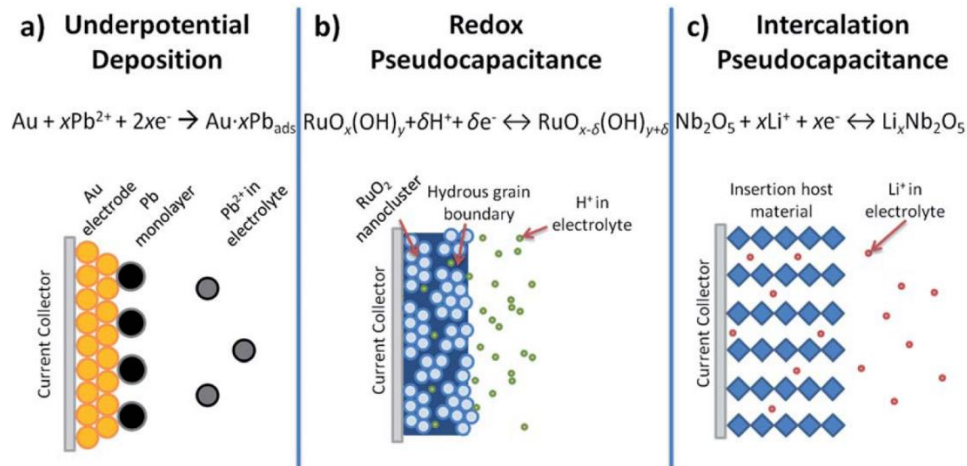 a) Underpotential
Deposition
Au + xPb²⁺ + 2xe⁻ → Au·xPb_ads
Au
electrode
Pb
monolayer
Pb²⁺ in
electrolyte
Current Collector
b) Redox
Pseudocapacitance
RuOₓ(OH)ᵧ+δH⁺+ δe⁻ ↔ RuOₓ₋δ(OH)ᵧ₊δ
RuO₂
nanocluster
Hydrous grain
boundary
H⁺ in
electrolyte
Current Collector
c) Intercalation
Pseudocapacitance
Nb₂O₅ + xLi⁺ + xe⁻ ↔ LiₓNb₂O₅
Insertion host
material
Li⁺ in
electrolyte
Current Collector